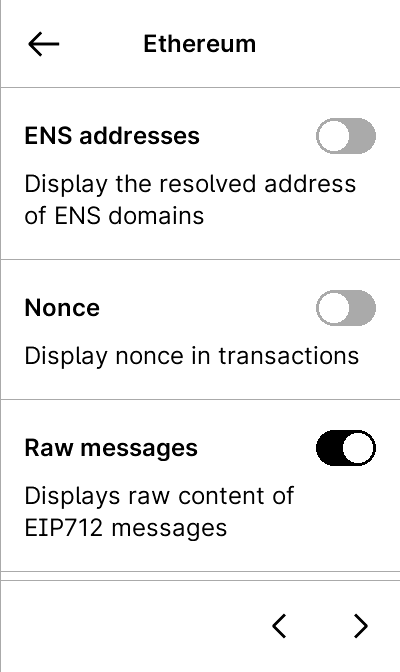 Ethereum
ENS addresses
Display the resolved address
of ENS domains
Nonce
Display nonce in transactions
Raw messages
Displays raw content of
EIP712 messages